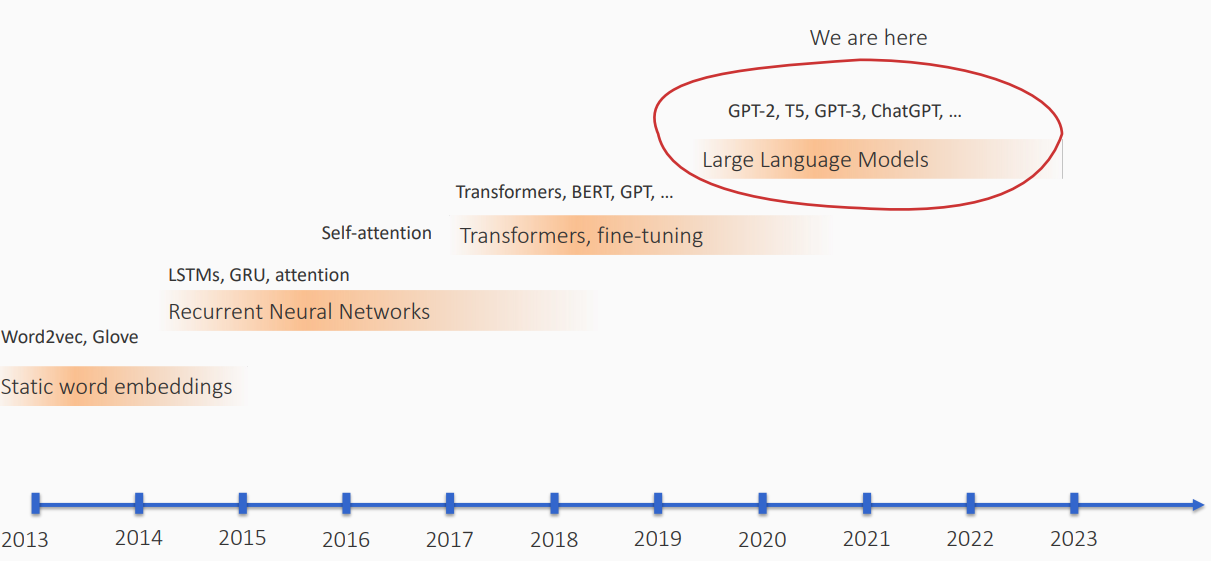 We are here
GPT-2, T5, GPT-3, ChatGPT, ...
Large Language Models
Transformers, BERT, GPT, ...
Self-attention
Transformers, fine-tuning
LSTMs, GRU, attention
Recurrent Neural Networks
Word2vec, Glove
Static word embeddings
2013 2014 2015 2016 2017 2018 2019 2020 2021 2022 2023